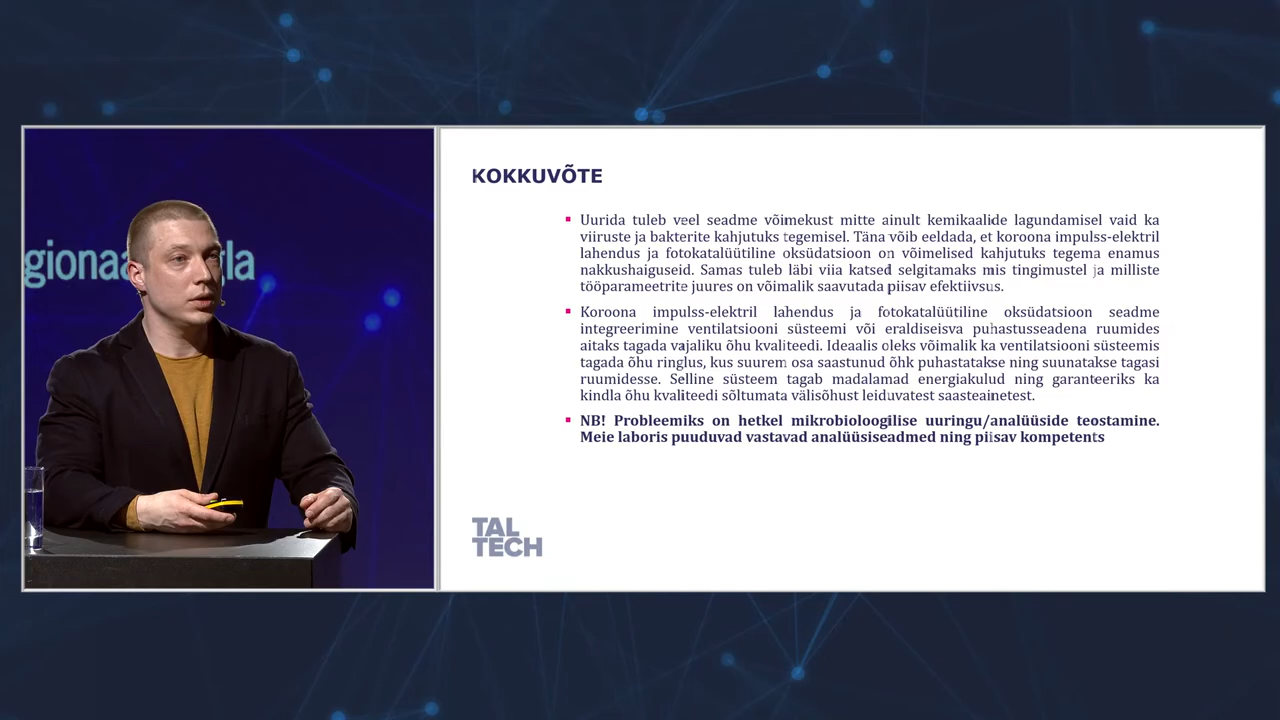 gionaa gla
KOKKUVÕTE
Uurida tuleb veel seadme võimekust mitte ainult kemikaalide lagundamisel vaid ka
viiruste ja bakterite kahjutuks tegemisel. Täna võib eeldada, et koroona impulss-elektril
lahendus ja fotokatalüütiline oksüdatsioon on võimelised kahjutuks tegema enamus
nakkushaiguseid. Samas tuleb läbi viia katsed selgitamaks mis tingimustel ja milliste
tööparameetrite juures on võimalik saavutada piisav efektiivsus.
Koroona impulss-elektril lahendus ja fotokatalüütiline oksüdatsioon seadme
integreerimine ventilatsiooni süsteemi või eraldiseisva puhastusseadena ruumides
aitaks tagada vajaliku õhu kvaliteedi. Ideaalis oleks võimalik ka ventilatsiooni süsteemis
tagada õhu ringlus, kus suurem osa saastunud õhk puhastatakse ning suunatakse tagasi
ruumidesse. Selline süsteem tagab madalamad energiakulud ning garanteeriks ka
kindla õhu kvaliteedi sõltumata välisõhust leiduvatest saasteainetest.
NB! Probleemiks on hetkel mikrobioloogilise uuringu/analüüside teostamine.
Meie laboris puuduvad vastavad analüüsiseadmed ning piisav kompetents
TAL
TECH